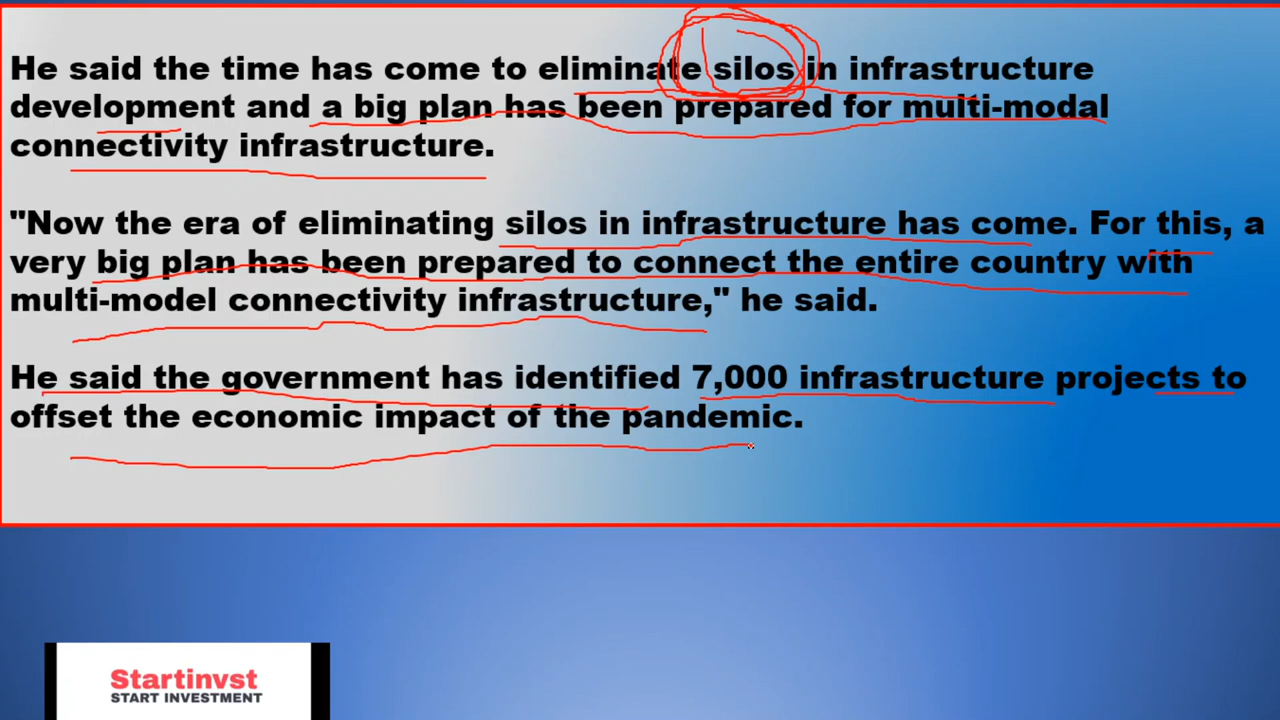 He said the time has come to eliminate silos in infrastructure
development and a big plan has been prepared for multi-modal
connectivity infrastructure.
"Now the era of eliminating silos in infrastructure has come. For this, a
very big plan has been prepared to connect the entire country with
multi-model connectivity infrastructure," he said.
He said the government has identified 7,000 infrastructure projects to
offset the economic impact of the pandemic.
Startinvst
START INVESTMENT